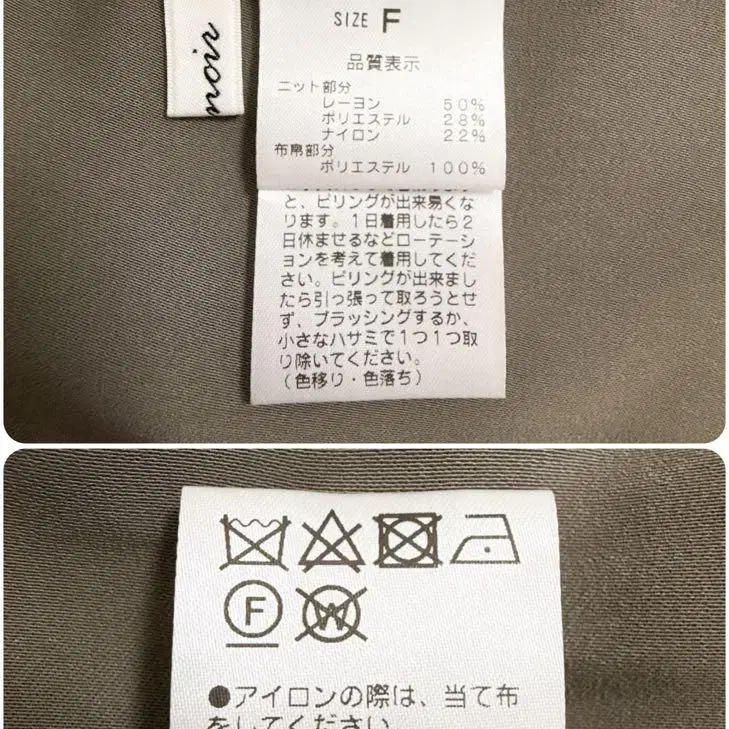 noir
SIZE F
品質表示
ニット部分
レーヨン 50%
ポリエステル 28%
ナイロン 22%
布帛部分
ポリエステル 100%
と、ピリングが出来易くな
ります。1日着用したら2
日休ませるなどローテーシ
ョンを考えて着用してくだ
さい。ピリングが出来まし
たら引っ張って取ろうとせ
ず、ブラッシングするか、
小さなハサミで1つ1つ取
り除いてください。
(色移り・色落ち)
F
W
●アイロンの際は、当て布
をしてください